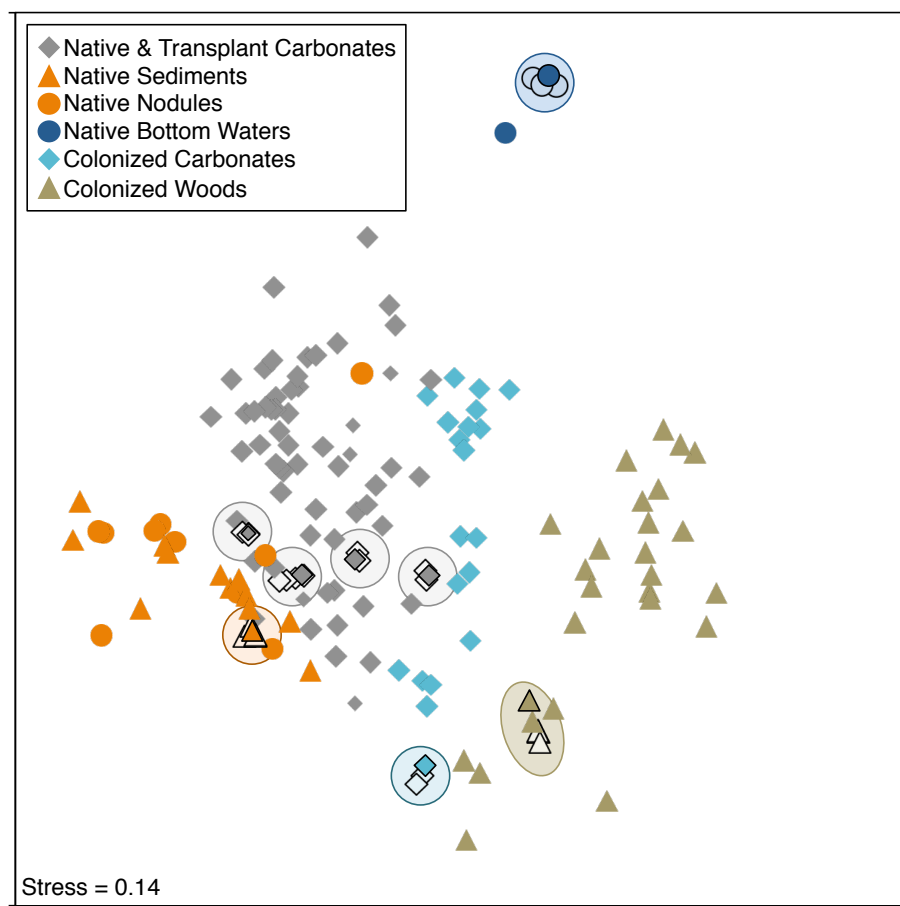 Native & Transplant Carbonates
Native Sediments
Native Nodules
Native Bottom Waters
Colonized Carbonates
Colonized Woods
Stress = 0.14